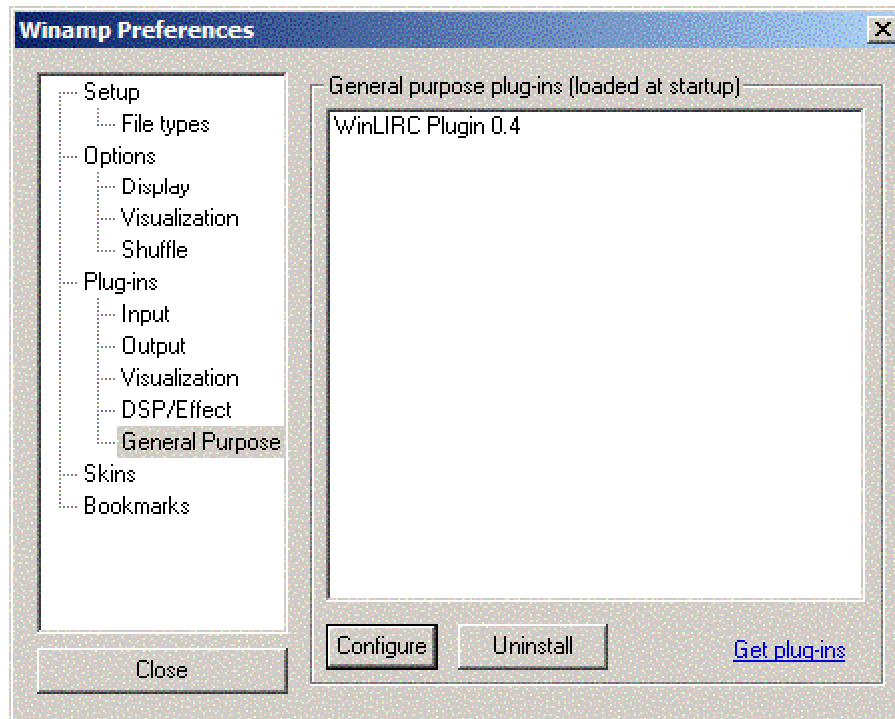 Winamp Preferences
Setup
File types
Options
Display
Visualization
Shuffle
Plug-ins
Input
Output
Visualization
DSP/Effect
General Purpose
Skins
Bookmarks
Close
General purpose plug-ins (loaded at startup)
WinLIRC Plugin 0.4
Configure
Uninstall
Get plug-ins